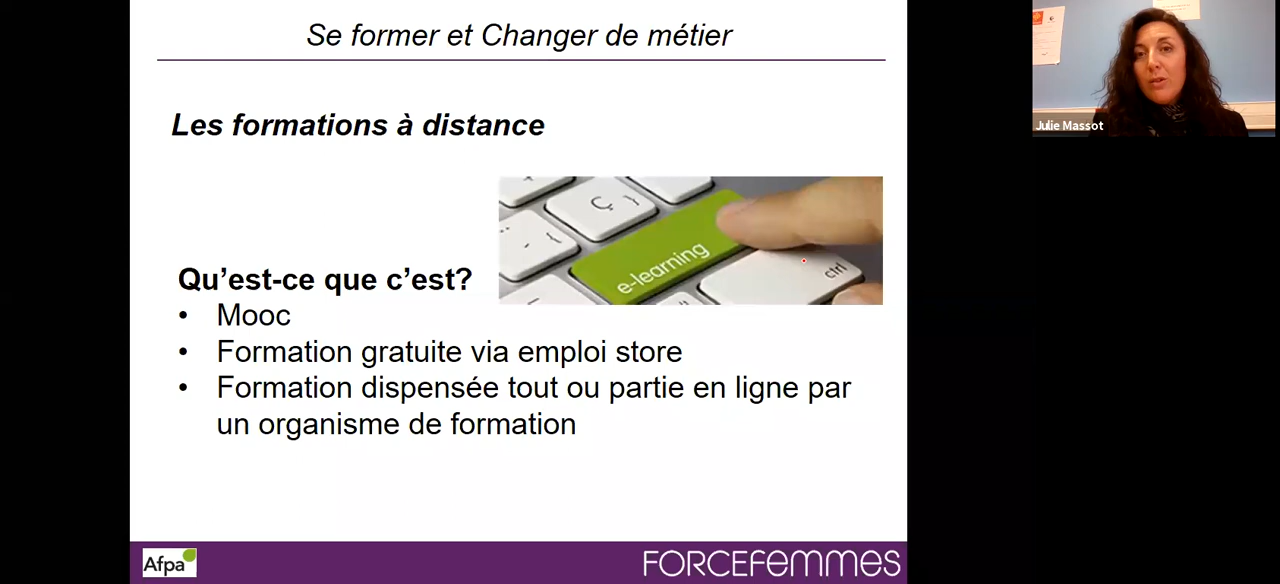 Se former et Changer de métier
Julie Massot
Les formations à distance
Ç
e-learning
ctrl
Qu’est-ce que c’est?
• Mooc
• Formation gratuite via emploi store
• Formation dispensée tout ou partie en ligne par
un organisme de formation
Afpa
FORCEFEMMES